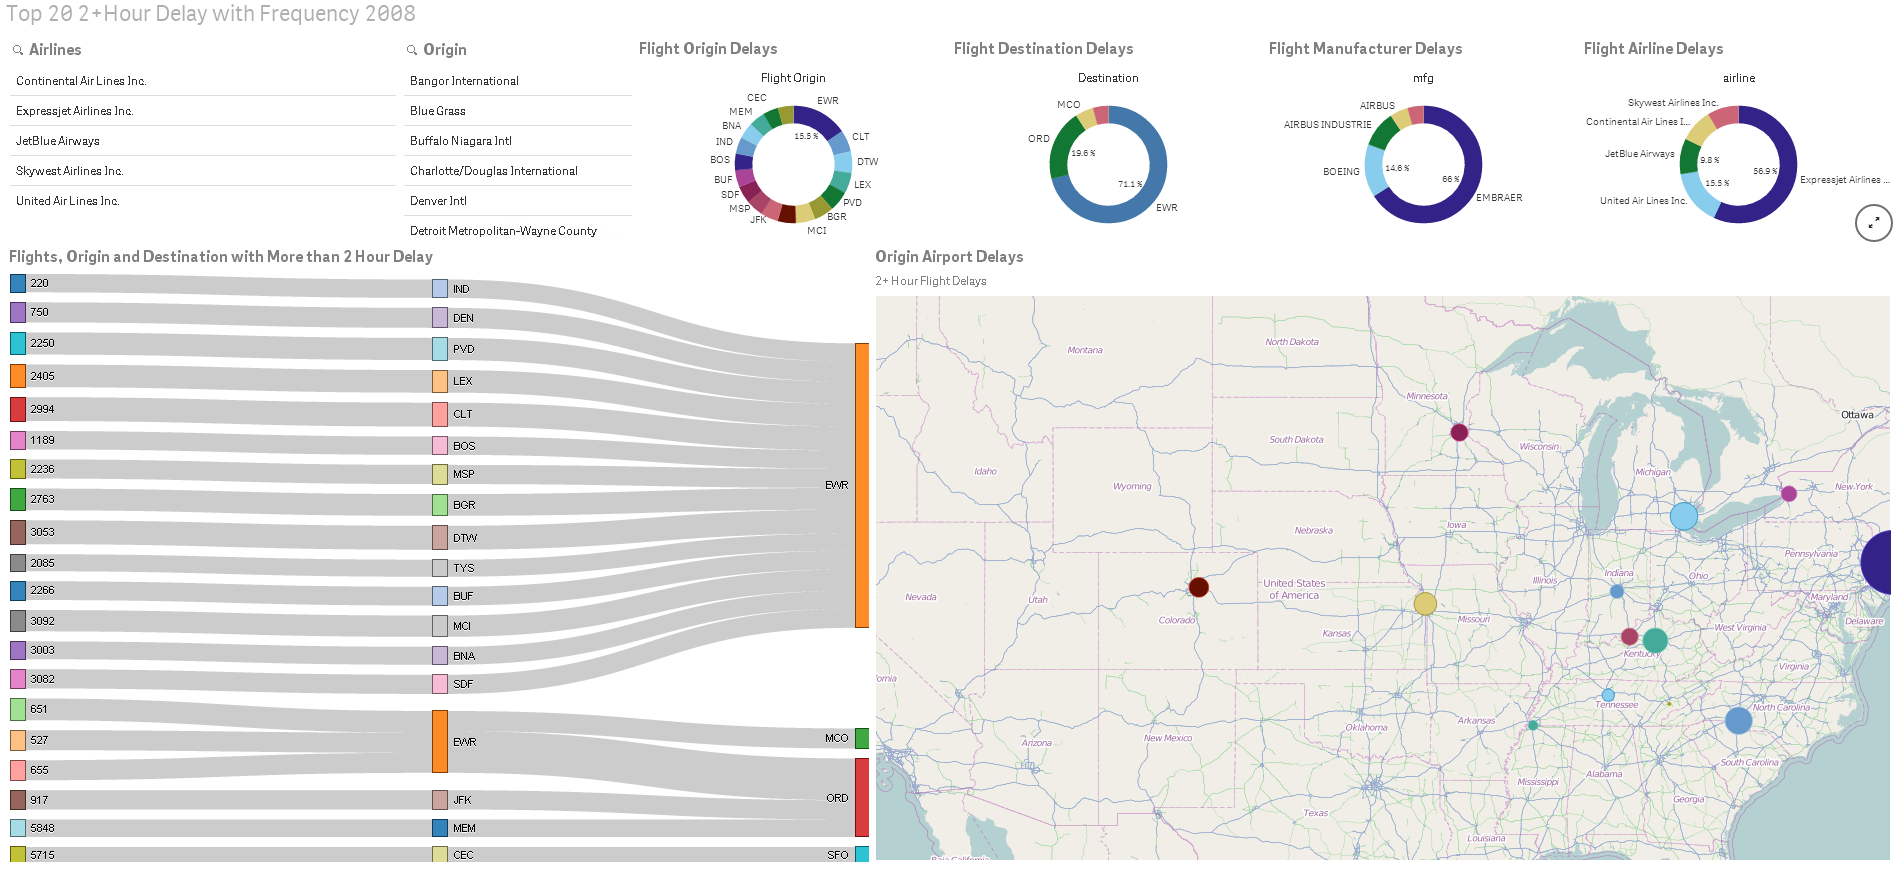 Top 20 2+Hour Delay with Frequency 2008
Airlines
Continental Air Lines Inc.
Expressjet Airlines Inc.
JetBlue Airways
Skywest Airlines Inc.
United Air Lines Inc.
Origin
Bangor International
Blue Grass
Buffalo Niagara Intl
Charlotte/Douglas International
Denver Intl
Detroit Metropolitan-Wayne County
Flight Origin Delays
Flight Origin
CEC
EWR
MEM
CLT
BNA
15.5 %
IND
DTW
BOS
BUF
LEX
SDF
PVD
MSP
BGR
JFK
MCI
Flight Destination Delays
Destination
MCO
ORD
19.6 %
71.1 %
EWR
Flight Manufacturer Delays
mfg
AIRBUS
AIRBUS INDUSTRIE
BOEING
14.6 %
66 %
EMBRAER
Flight Airline Delays
airline
Skywest Airlines Inc.
Continental Air Lines I...
JetBlue Airways
9.8 %
56.9 %
Expressjet Airlines ...
15.5 %
United Air Lines Inc.
Flights, Origin and Destination with More than 2 Hour Delay
220
IND
750
DEN
2250
PVD
2405
LEX
2994
CLT
1189
BOS
2236
MSP
EWR
2763
BGR
3053
DTW
2085
TYS
2266
BUF
3092
MCI
3003
BNA
3082
SDF
651
527
EWR
MCO
655
917
JFK
ORD
5848
MEM
5715
CEC
SFO
Origin Airport Delays
2+ Hour Flight Delays
Montana
North Dakota
Minnesota
Ottawa
South Dakota
Wisconsin
Idaho
Michigan
Wyoming
New York
Nebraska
Iowa
Pennsylvania
Nevada
Utah
United States
of America
Illinois
Indiana
Ohio
Maryland
Colorado
Missouri
Delaware
Kansas
West Virginia
Kentucky
Virginia
fornia
Tennessee
North Carolina
Oklahoma
Arkansas
Arizona
New Mexico
South Carolina
Mississippi
Alabama
Georgia
Texas
Louisiana
Baja California